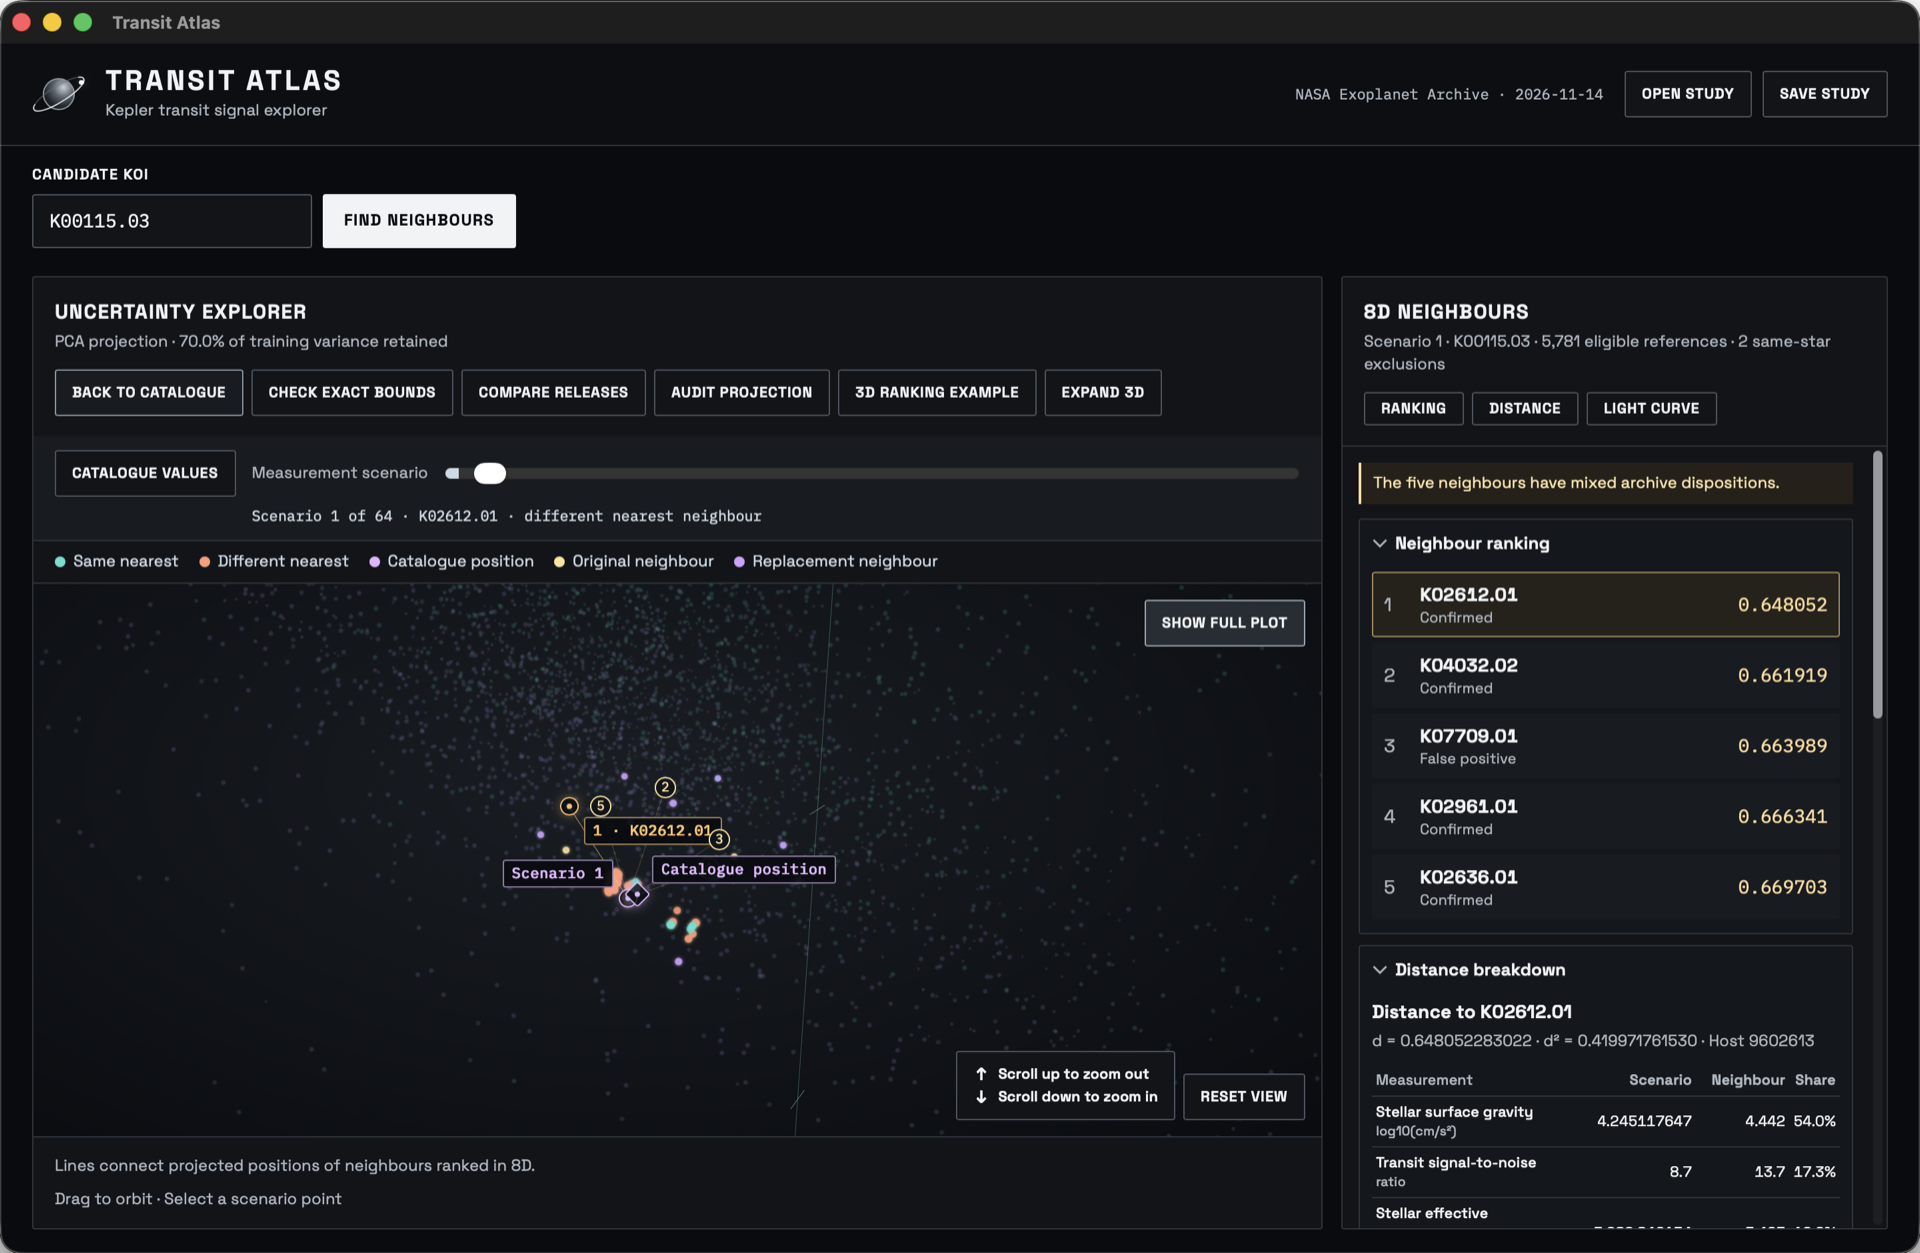 Transit Atlas
TRANSIT ATLAS
Kepler transit signal explorer
NASA Exoplanet Archive · 2026-11-14
OPEN STUDY
SAVE STUDY
CANDIDATE KOI
K00115.03
FIND NEIGHBOURS
UNCERTAINTY EXPLORER
PCA projection · 70.0% of training variance retained
BACK TO CATALOGUE
CHECK EXACT BOUNDS
COMPARE RELEASES
AUDIT PROJECTION
3D RANKING EXAMPLE
EXPAND 3D
CATALOGUE VALUES
Measurement scenario
Scenario 1 of 64 · K02612.01 · different nearest neighbour
Same nearest
Different nearest
Catalogue position
Original neighbour
Replacement neighbour
SHOW FULL PLOT
2
5
1 · K02612.01
3
Scenario 1
Catalogue position
↑ Scroll up to zoom out
↓ Scroll down to zoom in
RESET VIEW
Lines connect projected positions of neighbours ranked in 8D.
Drag to orbit · Select a scenario point
8D NEIGHBOURS
Scenario 1 · K00115.03 · 5,781 eligible references · 2 same-star
exclusions
RANKING
DISTANCE
LIGHT CURVE
The five neighbours have mixed archive dispositions.
Neighbour ranking
1 K02612.01 0.648052
Confirmed
2 K04032.02 0.661919
Confirmed
3 K07709.01 0.663989
False positive
4 K02961.01 0.666341
Confirmed
5 K02636.01 0.669703
Confirmed
Distance breakdown
Distance to K02612.01
d = 0.648052283022 · d² = 0.419971761530 · Host 9602613
Measurement Scenario Neighbour Share
Stellar surface gravity 4.245117647 4.442 54.0%
log10(cm/s²)
Transit signal-to-noise 8.7 13.7 17.3%
ratio
Stellar effective